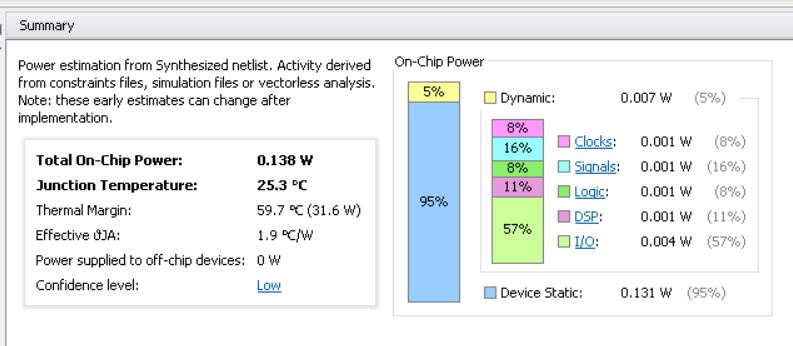 Summary
Power estimation from Synthesized netlist. Activity derived
from constraints files, simulation files or vectorless analysis.
Note: these early estimates can change after
implementation.
Total On-Chip Power: 0.138 W
Junction Temperature: 25.3 °C
Thermal Margin: 59.7 °C (31.6 W)
Effective ϑJA: 1.9 °C/W
Power supplied to off-chip devices: 0 W
Confidence level: Low
On-Chip Power
5%
95%
Dynamic: 0.007 W (5%)
8%
16%
8%
11%
57%
Clocks: 0.001 W (8%)
Signals: 0.001 W (16%)
Logic: 0.001 W (8%)
DSP: 0.001 W (11%)
I/O: 0.004 W (57%)
Device Static: 0.131 W (95%)